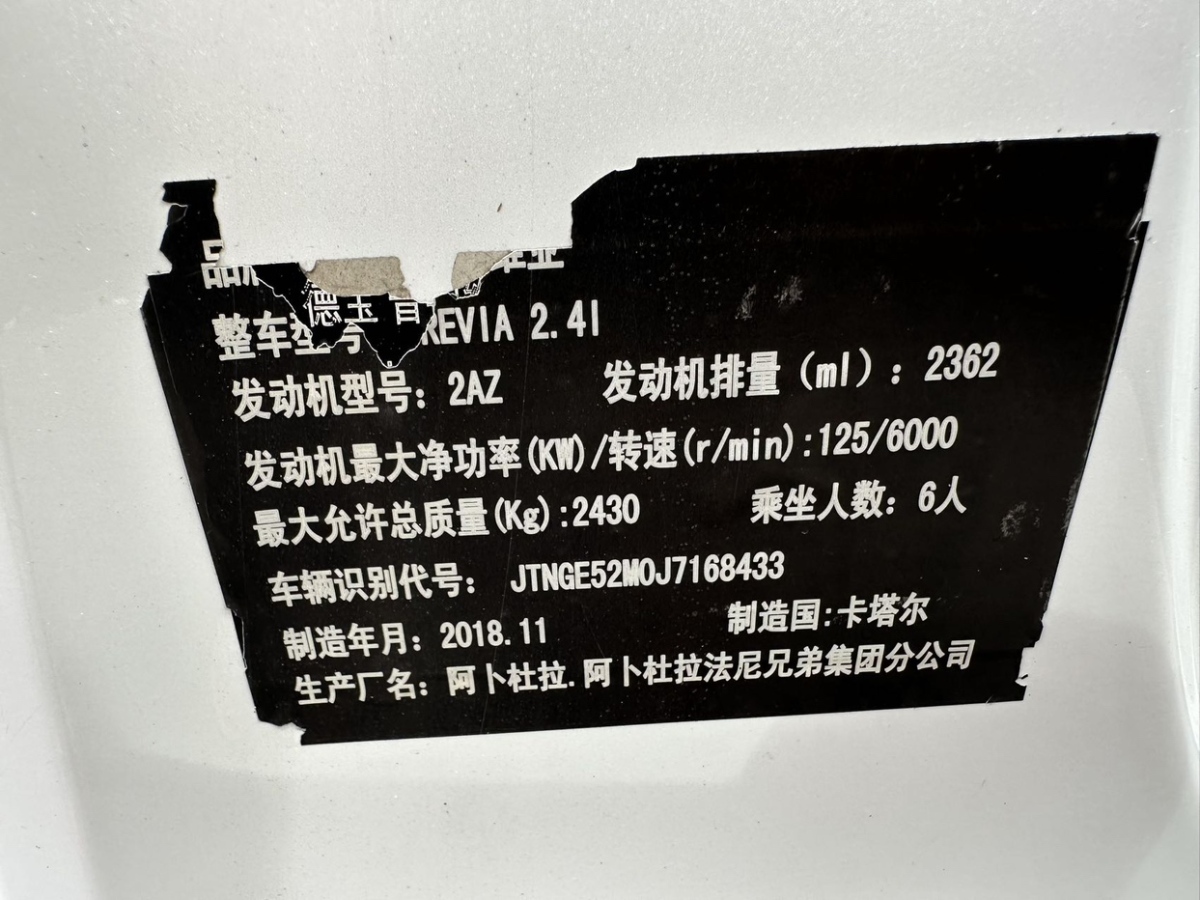 德宝
整车型号 REVIA 2.4l
发动机型号：2AZ 发动机排量（ml）：2362
发动机最大净功率(KW)/转速(r/min):125/6000
最大允许总质量(Kg):2430 乘坐人数：6人
车辆识别代号： JTNGE52M0J7168433
制造年月：2018.11 制造国:卡塔尔
生产厂名：阿卜杜拉.阿卜杜拉法尼兄弟集团分公司